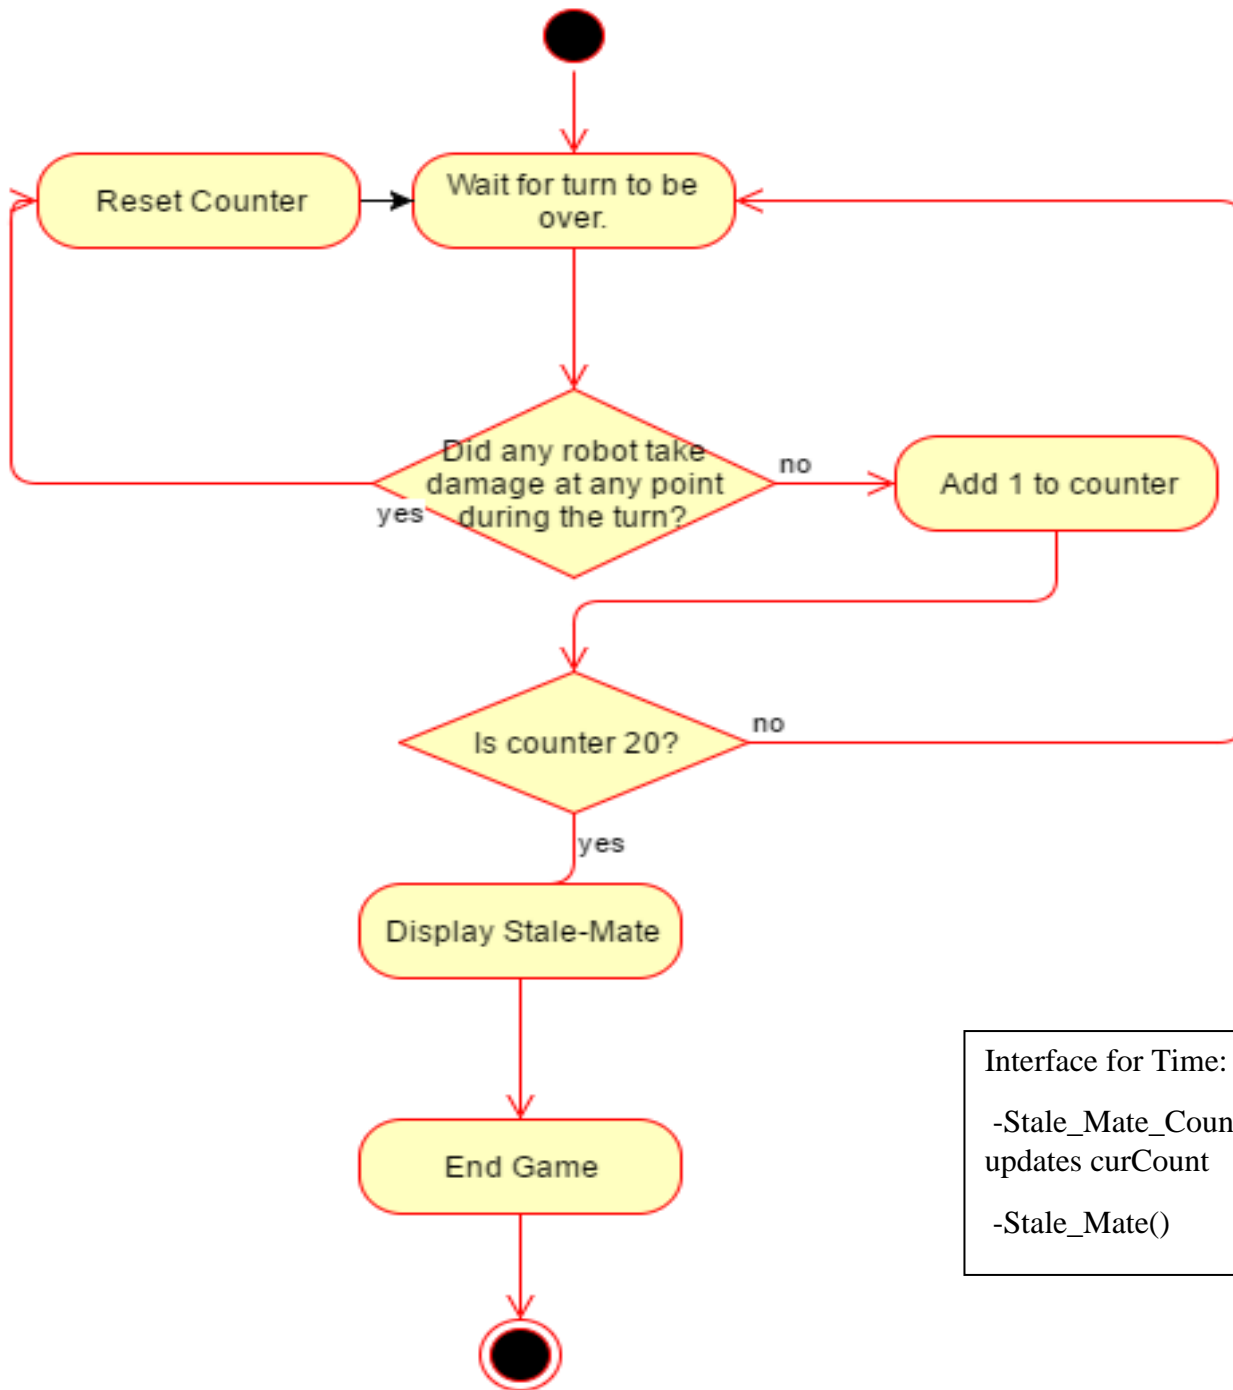 Reset Counter
Wait for turn to be
over.
Did any robot take
damage at any point
during the turn?
yes
no
Add 1 to counter
Is counter 20?
no
yes
Display Stale-Mate
End Game
Interface for Time:
-Stale_Mate_Coun
updates curCount
-Stale_Mate()